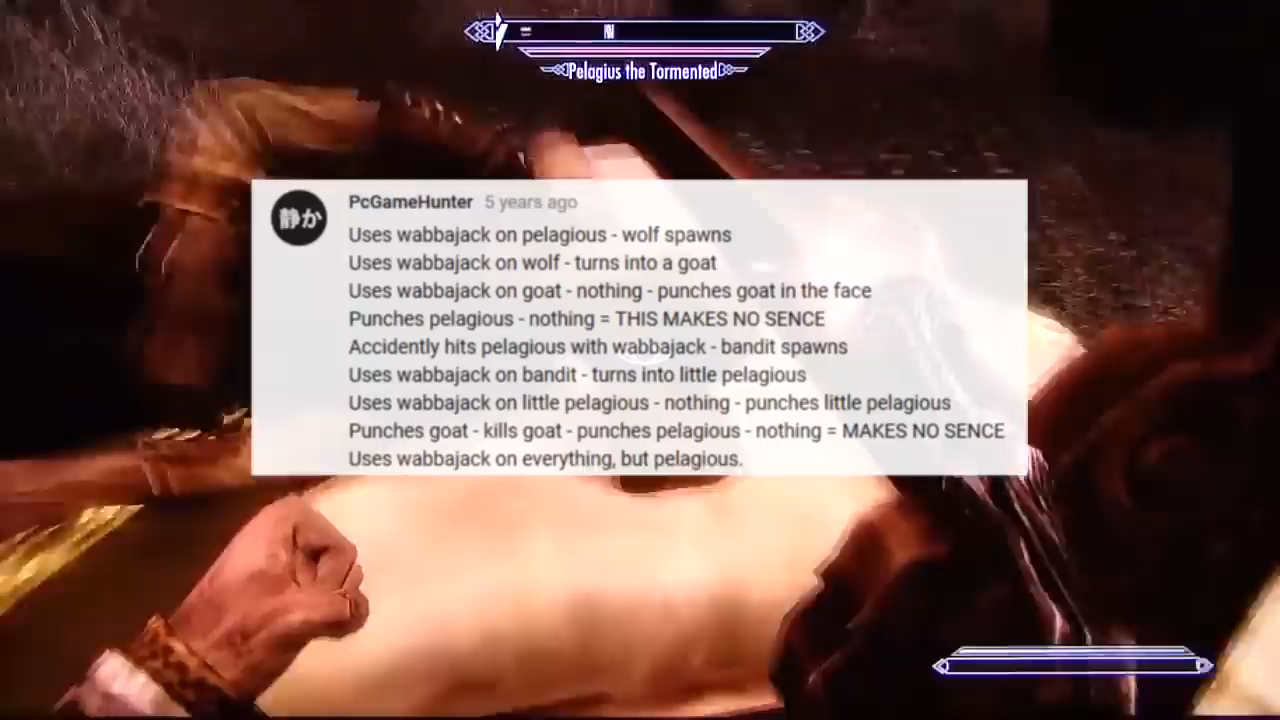 Pelagius the Tormented
静か
PcGameHunter 5 years ago
Uses wabbajack on pelagious - wolf spawns
Uses wabbajack on wolf - turns into a goat
Uses wabbajack on goat - nothing - punches goat in the face
Punches pelagious - nothing = THIS MAKES NO SENCE
Accidently hits pelagious with wabbajack - bandit spawns
Uses wabbajack on bandit - turns into little pelagious
Uses wabbajack on little pelagious - nothing - punches little pelagious
Punches goat - kills goat - punches pelagious - nothing = MAKES NO SENCE
Uses wabbajack on everything, but pelagious.